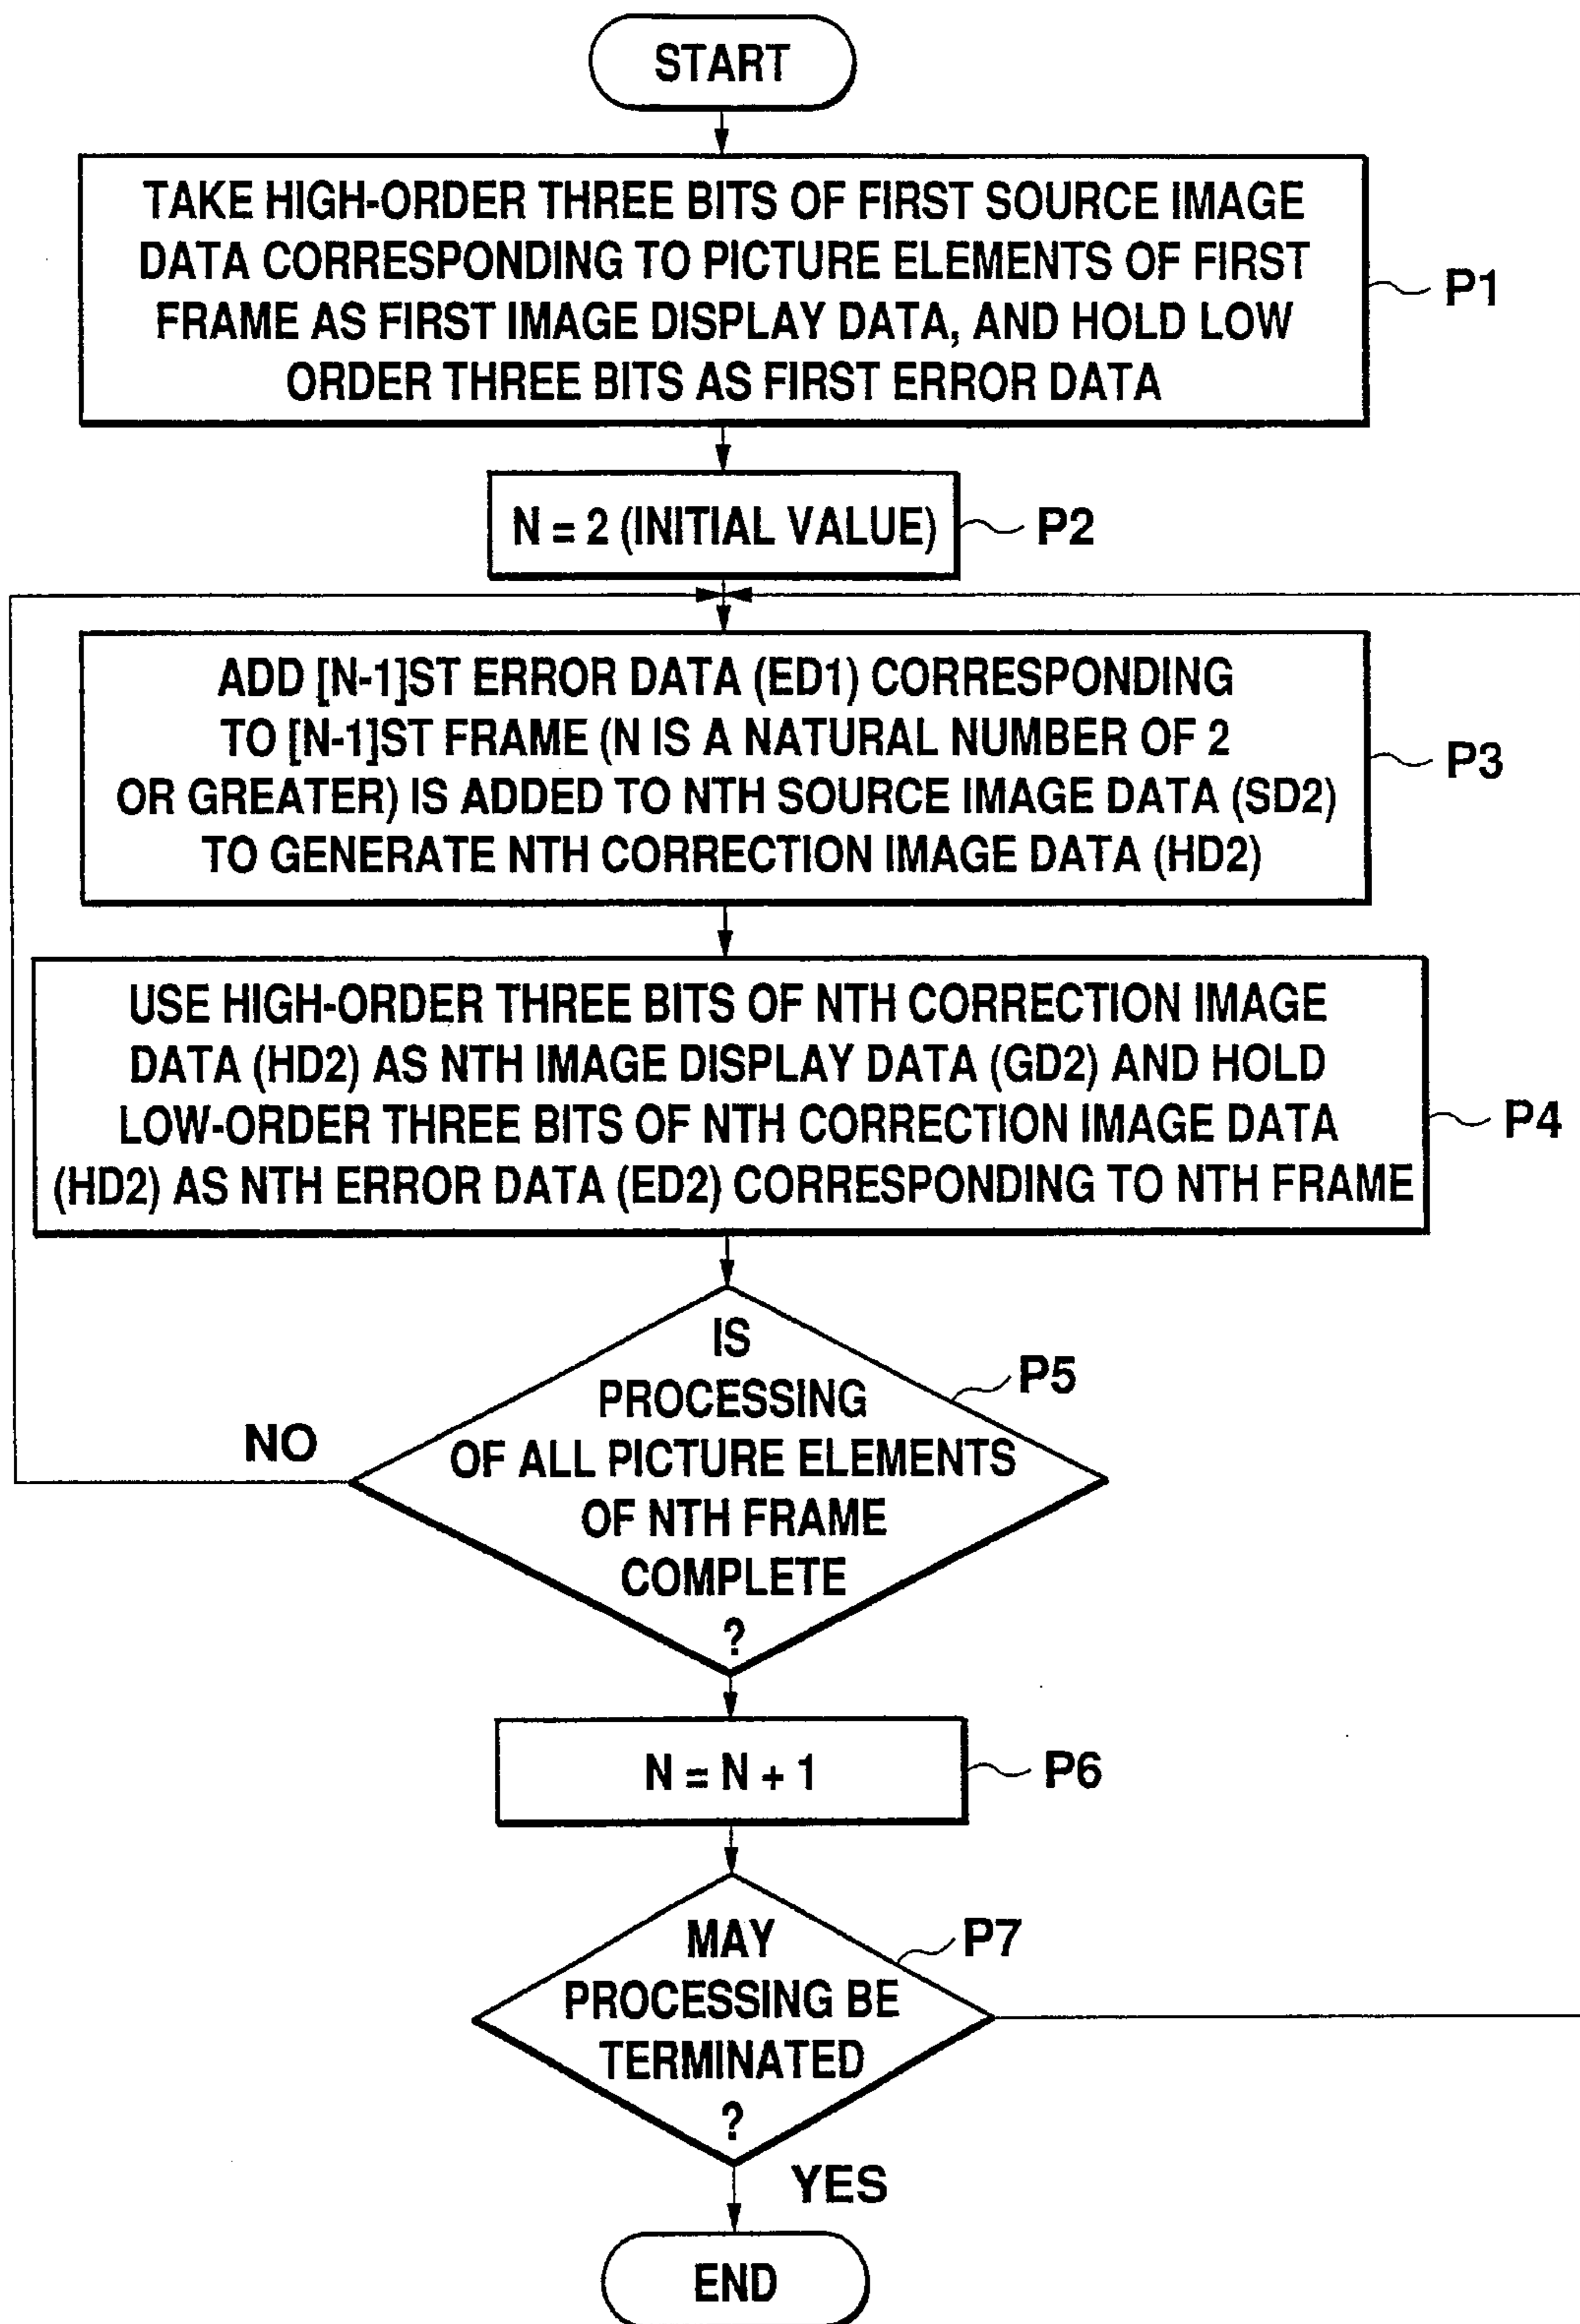 START
TAKE HIGH-ORDER THREE BITS OF FIRST SOURCE IMAGE
DATA CORRESPONDING TO PICTURE ELEMENTS OF FIRST
FRAME AS FIRST IMAGE DISPLAY DATA, AND HOLD LOW
ORDER THREE BITS AS FIRST ERROR DATA
P1
N = 2 (INITIAL VALUE)
P2
ADD [N-1]ST ERROR DATA (ED1) CORRESPONDING
TO [N-1]ST FRAME (N IS A NATURAL NUMBER OF 2
OR GREATER) IS ADDED TO NTH SOURCE IMAGE DATA (SD2)
TO GENERATE NTH CORRECTION IMAGE DATA (HD2)
P3
USE HIGH-ORDER THREE BITS OF NTH CORRECTION IMAGE
DATA (HD2) AS NTH IMAGE DISPLAY DATA (GD2) AND HOLD
LOW-ORDER THREE BITS OF NTH CORRECTION IMAGE DATA
(HD2) AS NTH ERROR DATA (ED2) CORRESPONDING TO NTH FRAME
P4
IS
PROCESSING
OF ALL PICTURE ELEMENTS
OF NTH FRAME
COMPLETE
?
P5
NO
N = N + 1
P6
MAY
PROCESSING BE
TERMINATED
?
P7
YES
END